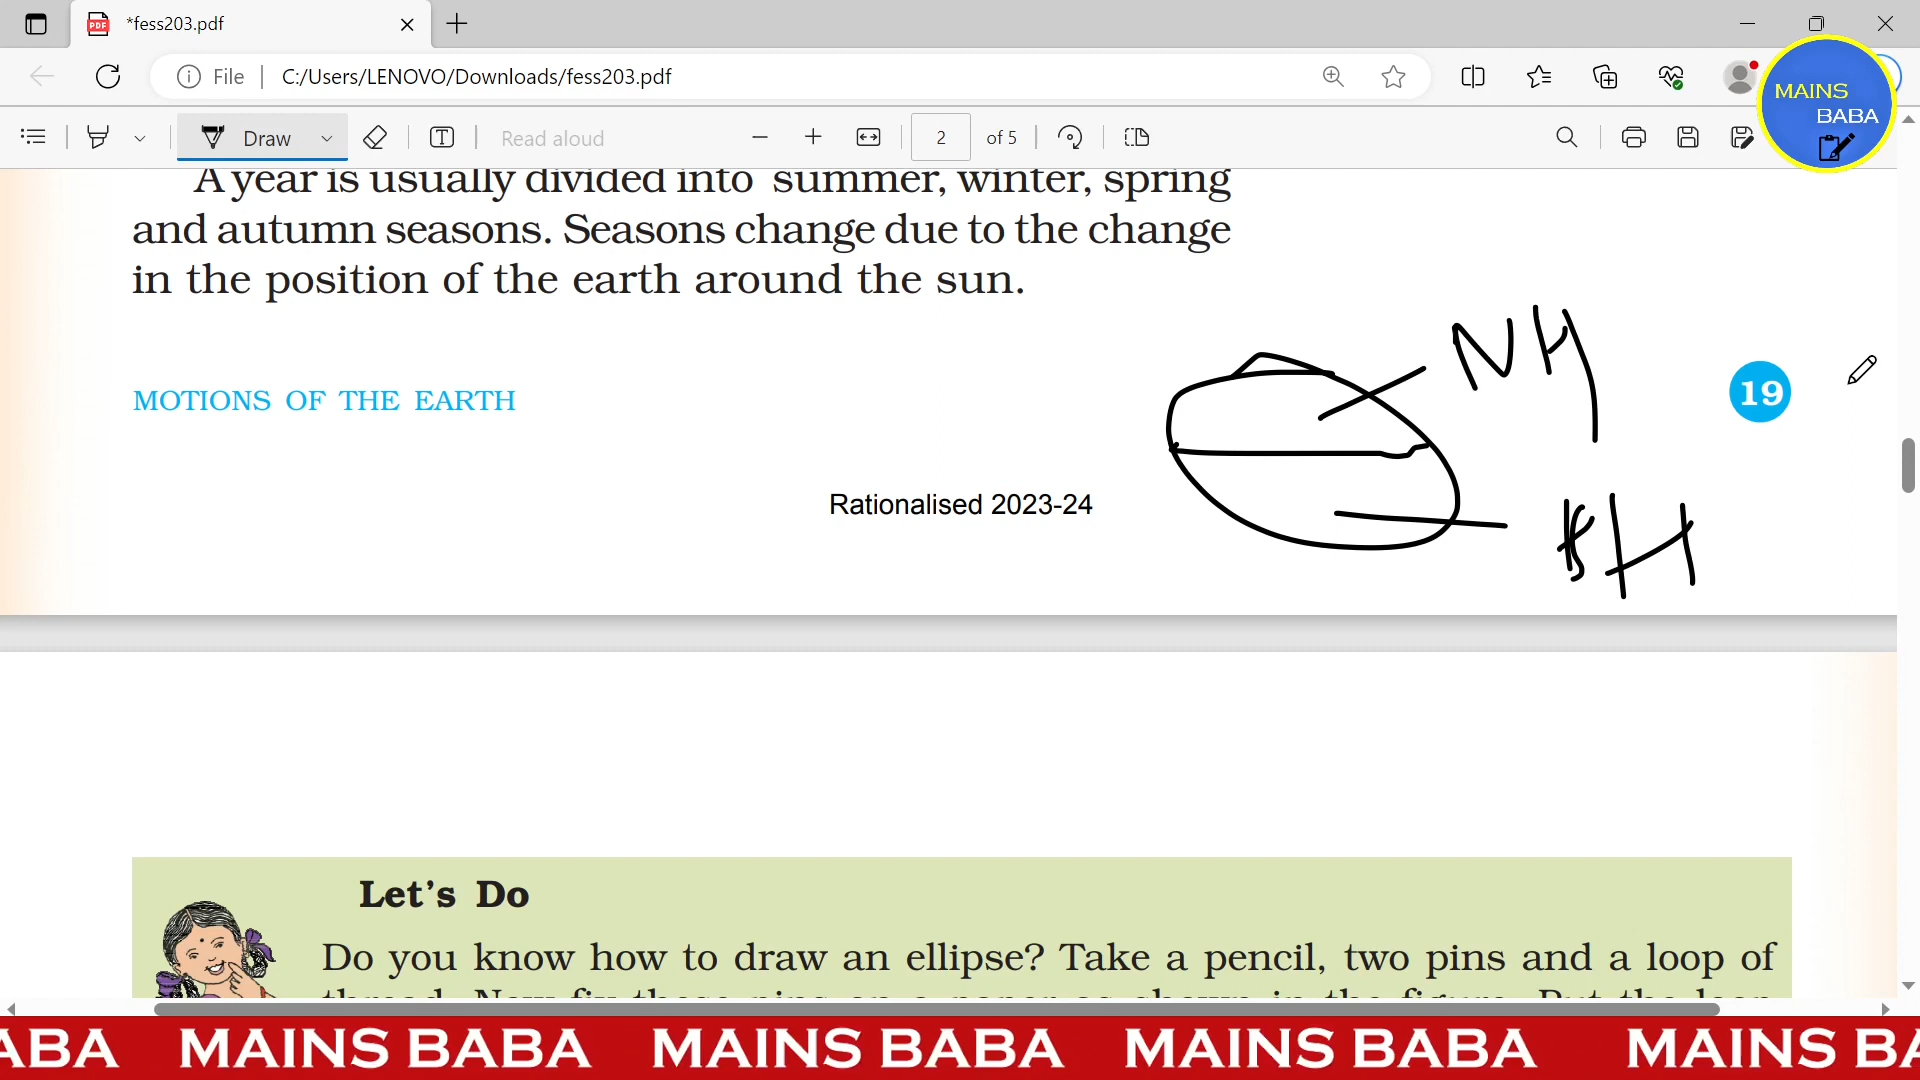 *fess203.pdf
File
C:/Users/LENOVO/Downloads/fess203.pdf
MAINS
BABA
Draw
T
Read aloud
2
of 5
A year is usually divided into summer, winter, spring
and autumn seasons. Seasons change due to the change
in the position of the earth around the sun.
NH
MOTIONS OF THE EARTH
19
Rationalised 2023-24
SH
Let's Do
Do you know how to draw an ellipse? Take a pencil, two pins and a loop of
ABA MAINS BABA MAINS BABA MAINS BABA MAINS BA